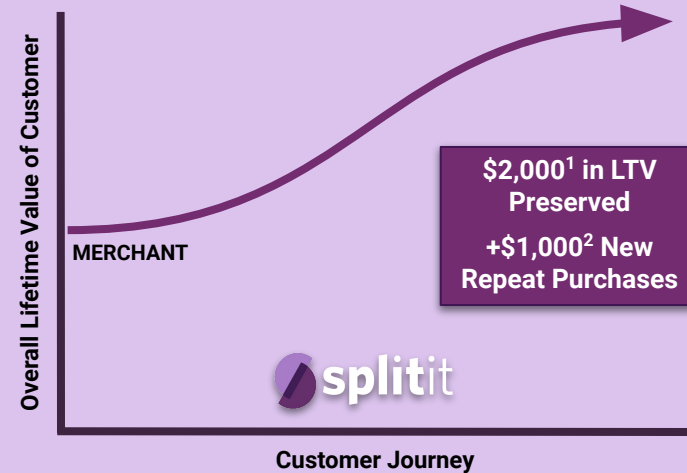 Overall Lifetime Value of Customer
MERCHANT
$2,000¹ in LTV
Preserved
+$1,000² New
Repeat Purchases
splitit
Customer Journey